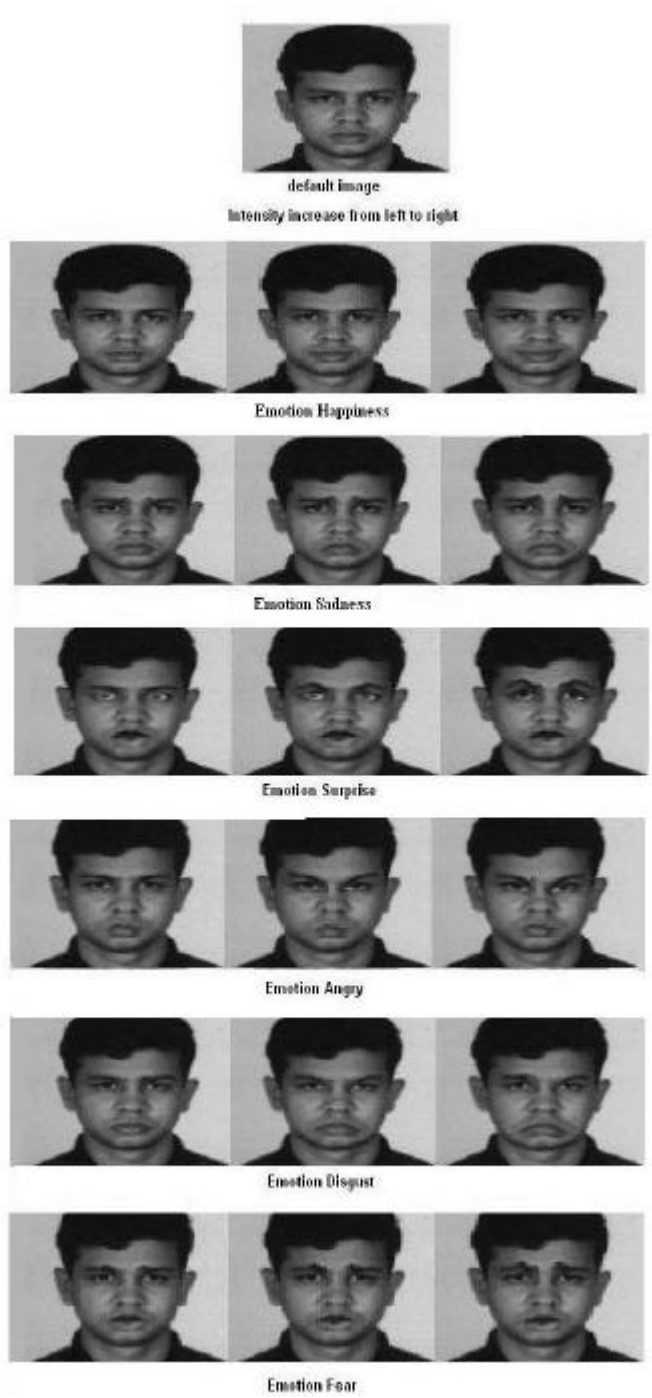 default image
Intensity increase from left to right
Emotion Happiness
Emotion Sadness
Emotion Surprise
Emotion Angry
Emotion Disgust
Emotion Fear